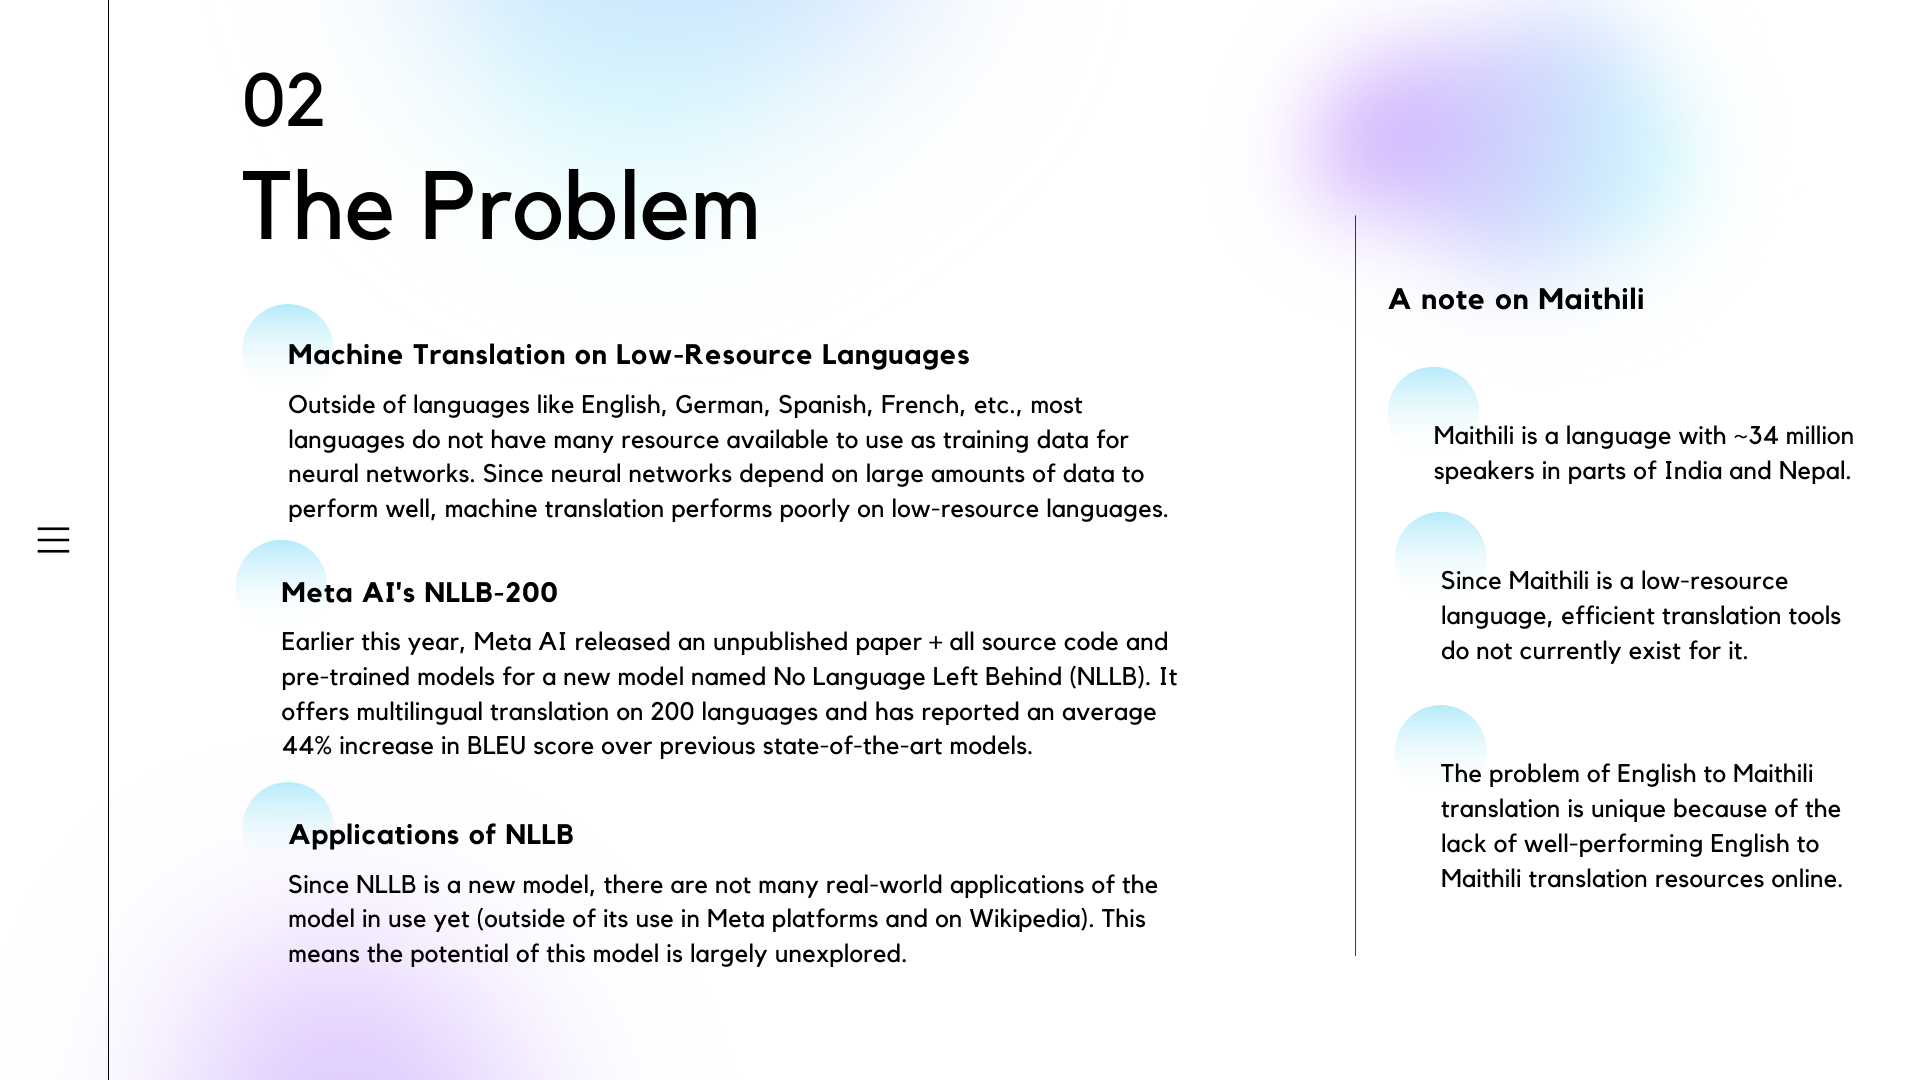 02
The Problem
Machine Translation on Low-Resource Languages
Outside of languages like English, German, Spanish, French, etc., most
languages do not have many resource available to use as training data for
neural networks. Since neural networks depend on large amounts of data to
perform well, machine translation performs poorly on low-resource languages.
Meta AI's NLLB-200
Earlier this year, Meta AI released an unpublished paper + all source code and
pre-trained models for a new model named No Language Left Behind (NLLB). It
offers multilingual translation on 200 languages and has reported an average
44% increase in BLEU score over previous state-of-the-art models.
Applications of NLLB
Since NLLB is a new model, there are not many real-world applications of the
model in use yet (outside of its use in Meta platforms and on Wikipedia). This
means the potential of this model is largely unexplored.
A note on Maithili
Maithili is a language with ~34 million
speakers in parts of India and Nepal.
Since Maithili is a low-resource
language, efficient translation tools
do not currently exist for it.
The problem of English to Maithili
translation is unique because of the
lack of well-performing English to
Maithili translation resources online.